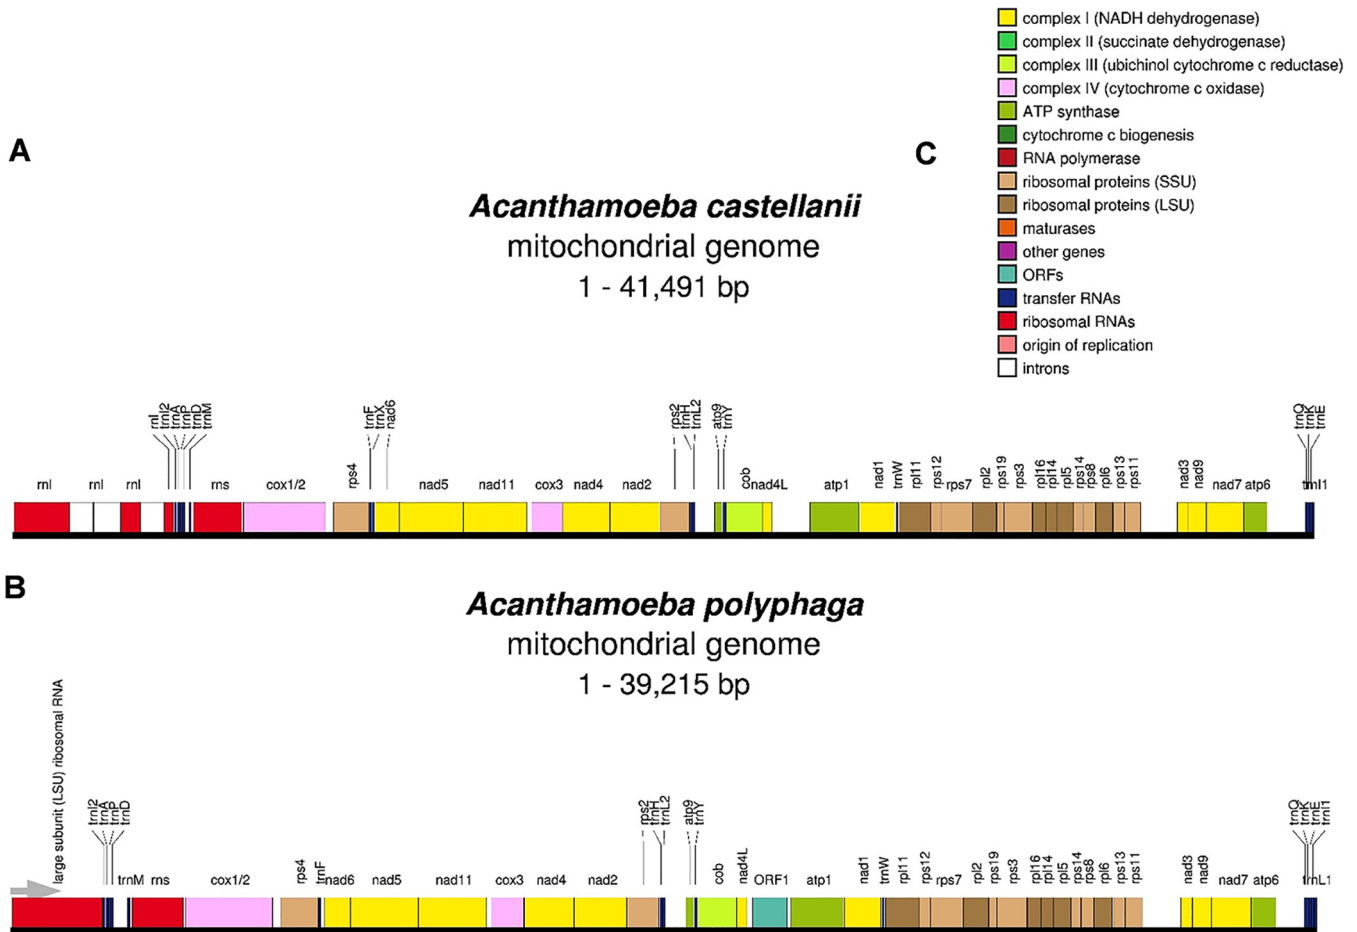 complex I (NADH dehydrogenase)
complex II (succinate dehydrogenase)
complex III (ubichinol cytochrome c reductase)
complex IV (cytochrome c oxidase)
ATP synthase
cytochrome c biogenesis
RNA polymerase
ribosomal proteins (SSU)
ribosomal proteins (LSU)
maturases
other genes
ORFs
transfer RNAs
ribosomal RNAs
origin of replication
introns
A
C
Acanthamoeba castellanii
mitochondrial genome
1 - 41,491 bp
rnl trnI2 trnA trnP trnD trnM trnF trnX nad6 rps2 trnH trnL2 atp9 trnY trnQ trnK trnE
rnl rnl rnl rns cox1/2 rps4 nad5 nad11 cox3 nad4 nad2 cob nad4L atp1 nad1 trnW rpl11 rps12 rps7 rpl2 rps19 rps3 rpl16 rpl14 rpl5 rps14 rps8 rpl6 rps13 rps11 nad3 nad9 nad7 atp6
B
Acanthamoeba polyphaga
mitochondrial genome
1 - 39,215 bp
large subunit (LSU) ribosomal RNA
trnI2 trnA trnP trnD rps2 trnH trnL2 atp9 trnY trnQ trnK trnE trnI1
trnM rns cox1/2 rps4 trnF nad6 nad5 nad11 cox3 nad4 nad2 cob nad4L ORF1 atp1 nad1 trnW rpl11 rps12 rps7 rpl2 rps19 rps3 rpl16 rpl14 rpl5 rps14 rps8 rpl6 rps13 rps11 nad3 nad9 nad7 atp6 trnL1